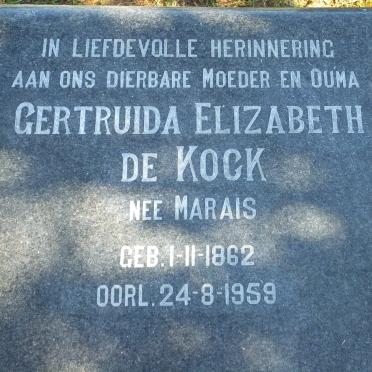 IN LIEFDEVOLLE HERINNERING
AAN ONS DIERBARE MOEDER EN OUMA
GERTRUIDA ELIZABETH
DE KOCK
NEE MARAIS
GEB. 1-11-1862
OORL. 24-8-1959